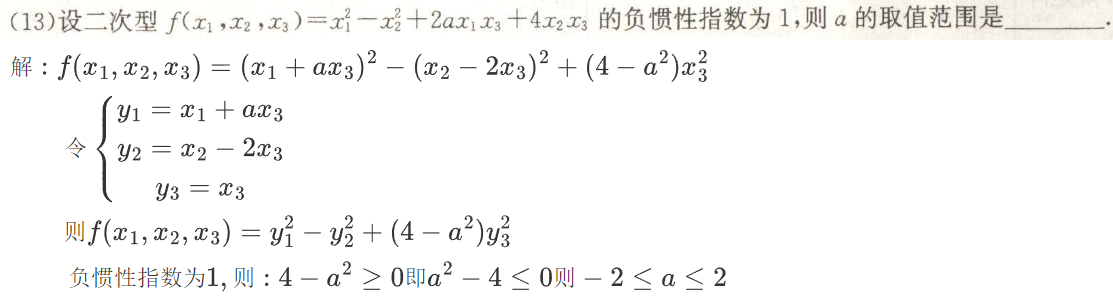 (13)设二次型 f(x₁,x₂,x₃)=x₁²-x₂²+2ax₁x₃+4x₂x₃ 的负惯性指数为 1,则 a 的取值范围是______.
解：f(x₁, x₂, x₃) = (x₁ + ax₃)² − (x₂ − 2x₃)² + (4 − a²)x₃²
令 { y₁ = x₁ + ax₃
y₂ = x₂ − 2x₃
y₃ = x₃
则f(x₁, x₂, x₃) = y₁² − y₂² + (4 − a²)y₃²
负惯性指数为1, 则：4 − a² ≥ 0即a² − 4 ≤ 0则 − 2 ≤ a ≤ 2